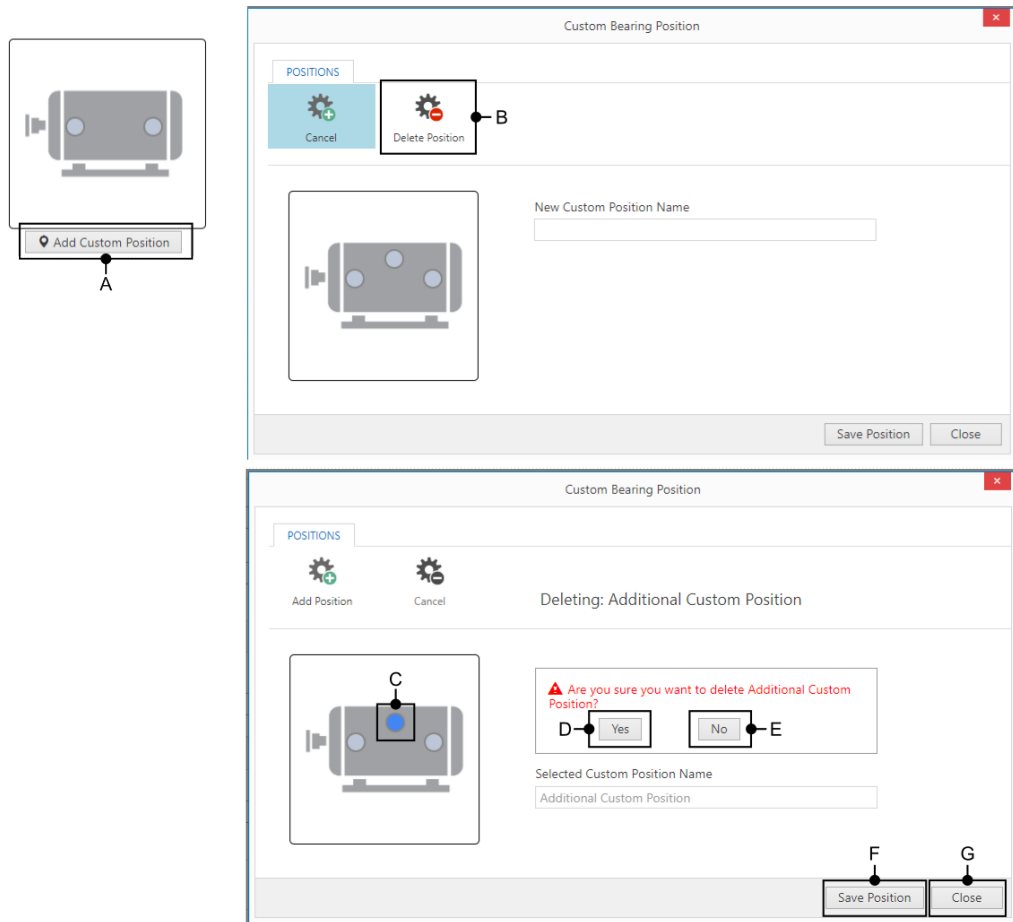 Add Custom Position
A
Custom Bearing Position
×
POSITIONS
Cancel
Delete Position
B
New Custom Position Name
Save Position
Close
Custom Bearing Position
×
POSITIONS
Add Position
Cancel
Deleting: Additional Custom Position
C
Are you sure you want to delete Additional Custom
Position?
D
Yes
No
E
Selected Custom Position Name
Additional Custom Position
F
G
Save Position
Close